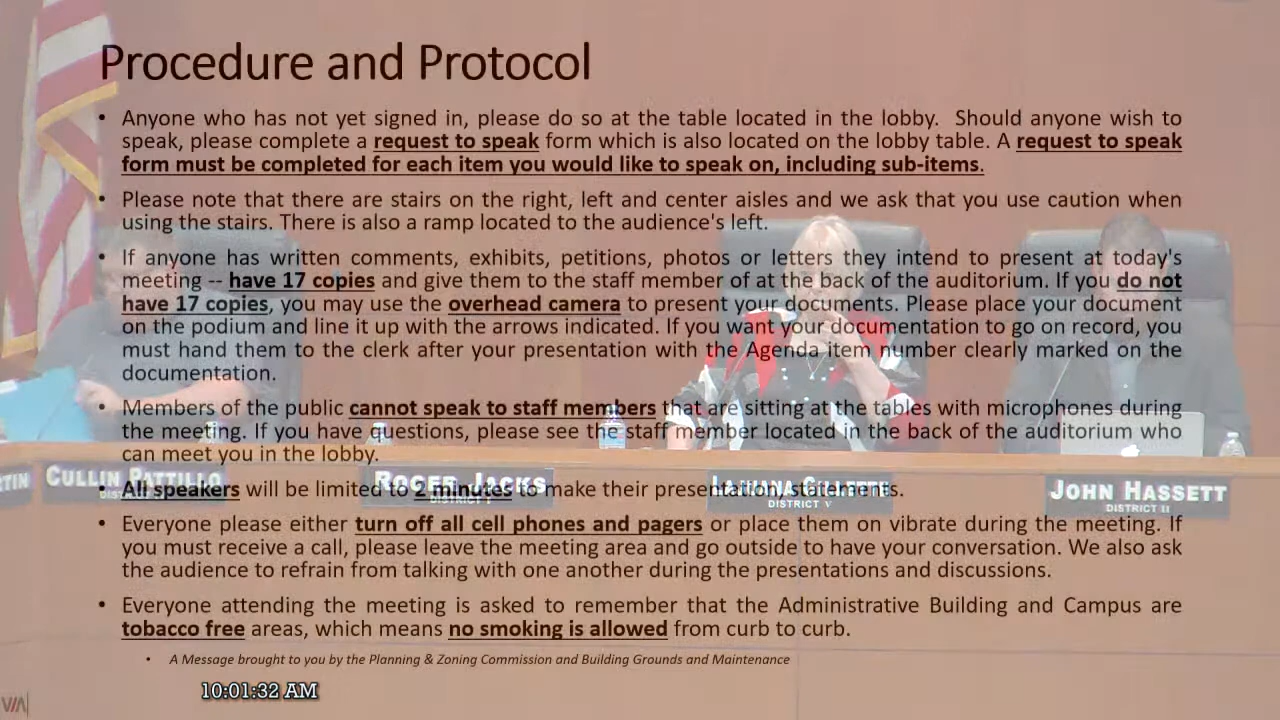 Procedure and Protocol
• Anyone who has not yet signed in, please do so at the table located in the lobby. Should anyone wish to
speak, please complete a request to speak form which is also located on the lobby table. A request to speak
form must be completed for each item you would like to speak on, including sub-items.
• Please note that there are stairs on the right, left and center aisles and we ask that you use caution when
using the stairs. There is also a ramp located to the audience's left.
• If anyone has written comments, exhibits, petitions, photos or letters they intend to present at today's
meeting -- have 17 copies and give them to the staff member of at the back of the auditorium. If you do not
have 17 copies, you may use the overhead camera to present your documents. Please place your document
on the podium and line it up with the arrows indicated. If you want your documentation to go on record, you
must hand them to the clerk after your presentation with the Agenda item number clearly marked on the
documentation.
• Members of the public cannot speak to staff members that are sitting at the tables with microphones during
the meeting. If you have questions, please see the staff member located in the back of the auditorium who
can meet you in the lobby.
TIN
CULLIN PATTILLO
ROGER JACKS
DISTRICT V
JOHN HASSETT
DISTRICT II
• All speakers will be limited to 2 minutes to make their presentation/statements.
• Everyone please either turn off all cell phones and pagers or place them on vibrate during the meeting. If
you must receive a call, please leave the meeting area and go outside to have your conversation. We also ask
the audience to refrain from talking with one another during the presentations and discussions.
• Everyone attending the meeting is asked to remember that the Administrative Building and Campus are
tobacco free areas, which means no smoking is allowed from curb to curb.
• A Message brought to you by the Planning & Zoning Commission and Building Grounds and Maintenance
10:01:32 AM